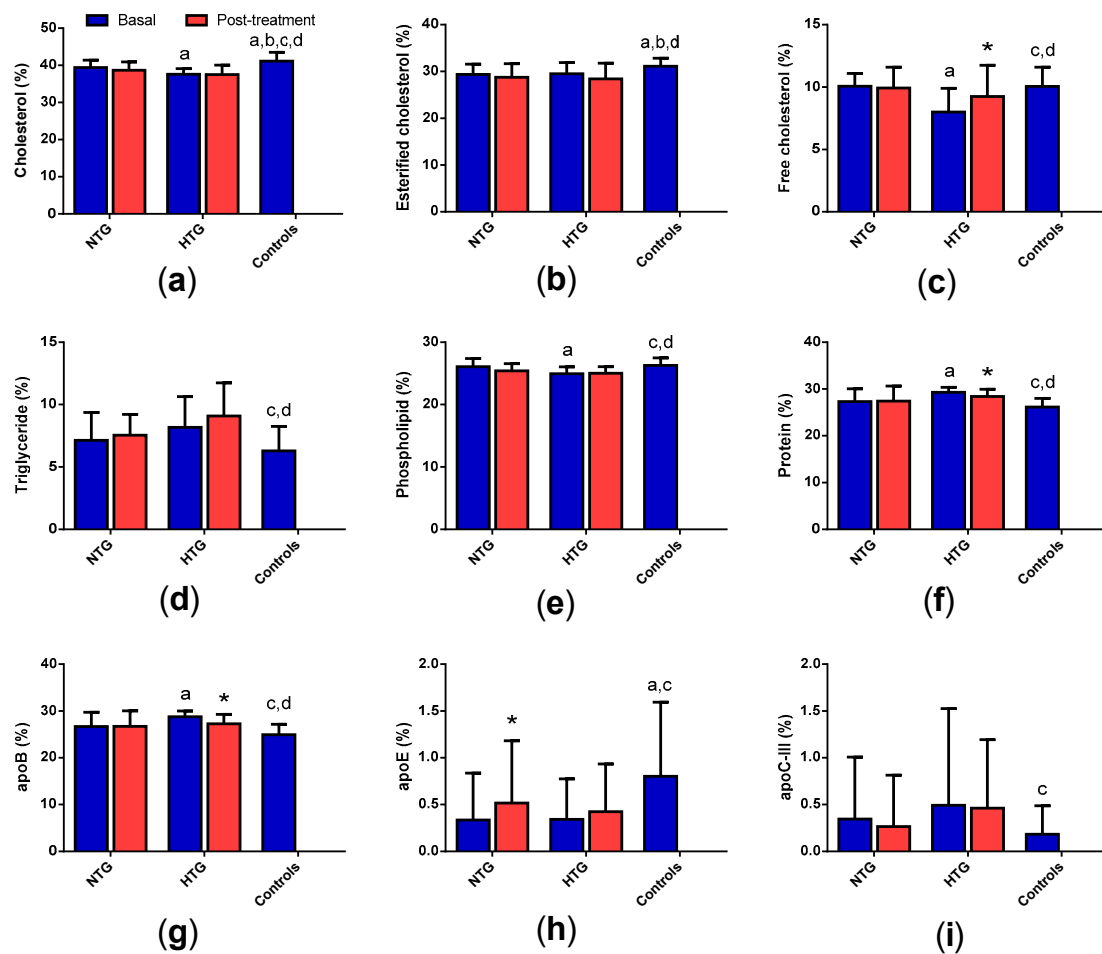 Basal Post-treatment
Cholesterol (%)
50
40
30
20
10
0
a
a,b,c,d
NTG
HTG
Controls
(a)
Esterified cholesterol (%)
40
30
20
10
0
a,b,d
NTG
HTG
Controls
(b)
Free cholesterol (%)
15
10
5
0
a
*
c,d
NTG
HTG
Controls
(c)
Triglyceride (%)
15
10
5
0
c,d
NTG
HTG
Controls
(d)
Phospholipid (%)
30
20
10
0
a
c,d
NTG
HTG
Controls
(e)
Protein (%)
40
30
20
10
0
a
*
c,d
NTG
HTG
Controls
(f)
apoB (%)
40
30
20
10
0
a
*
c,d
NTG
HTG
Controls
(g)
apoE (%)
2.0
1.5
1.0
0.5
0.0
*
a,c
NTG
HTG
Controls
(h)
apoC-III (%)
2.0
1.5
1.0
0.5
0.0
c
NTG
HTG
Controls
(i)